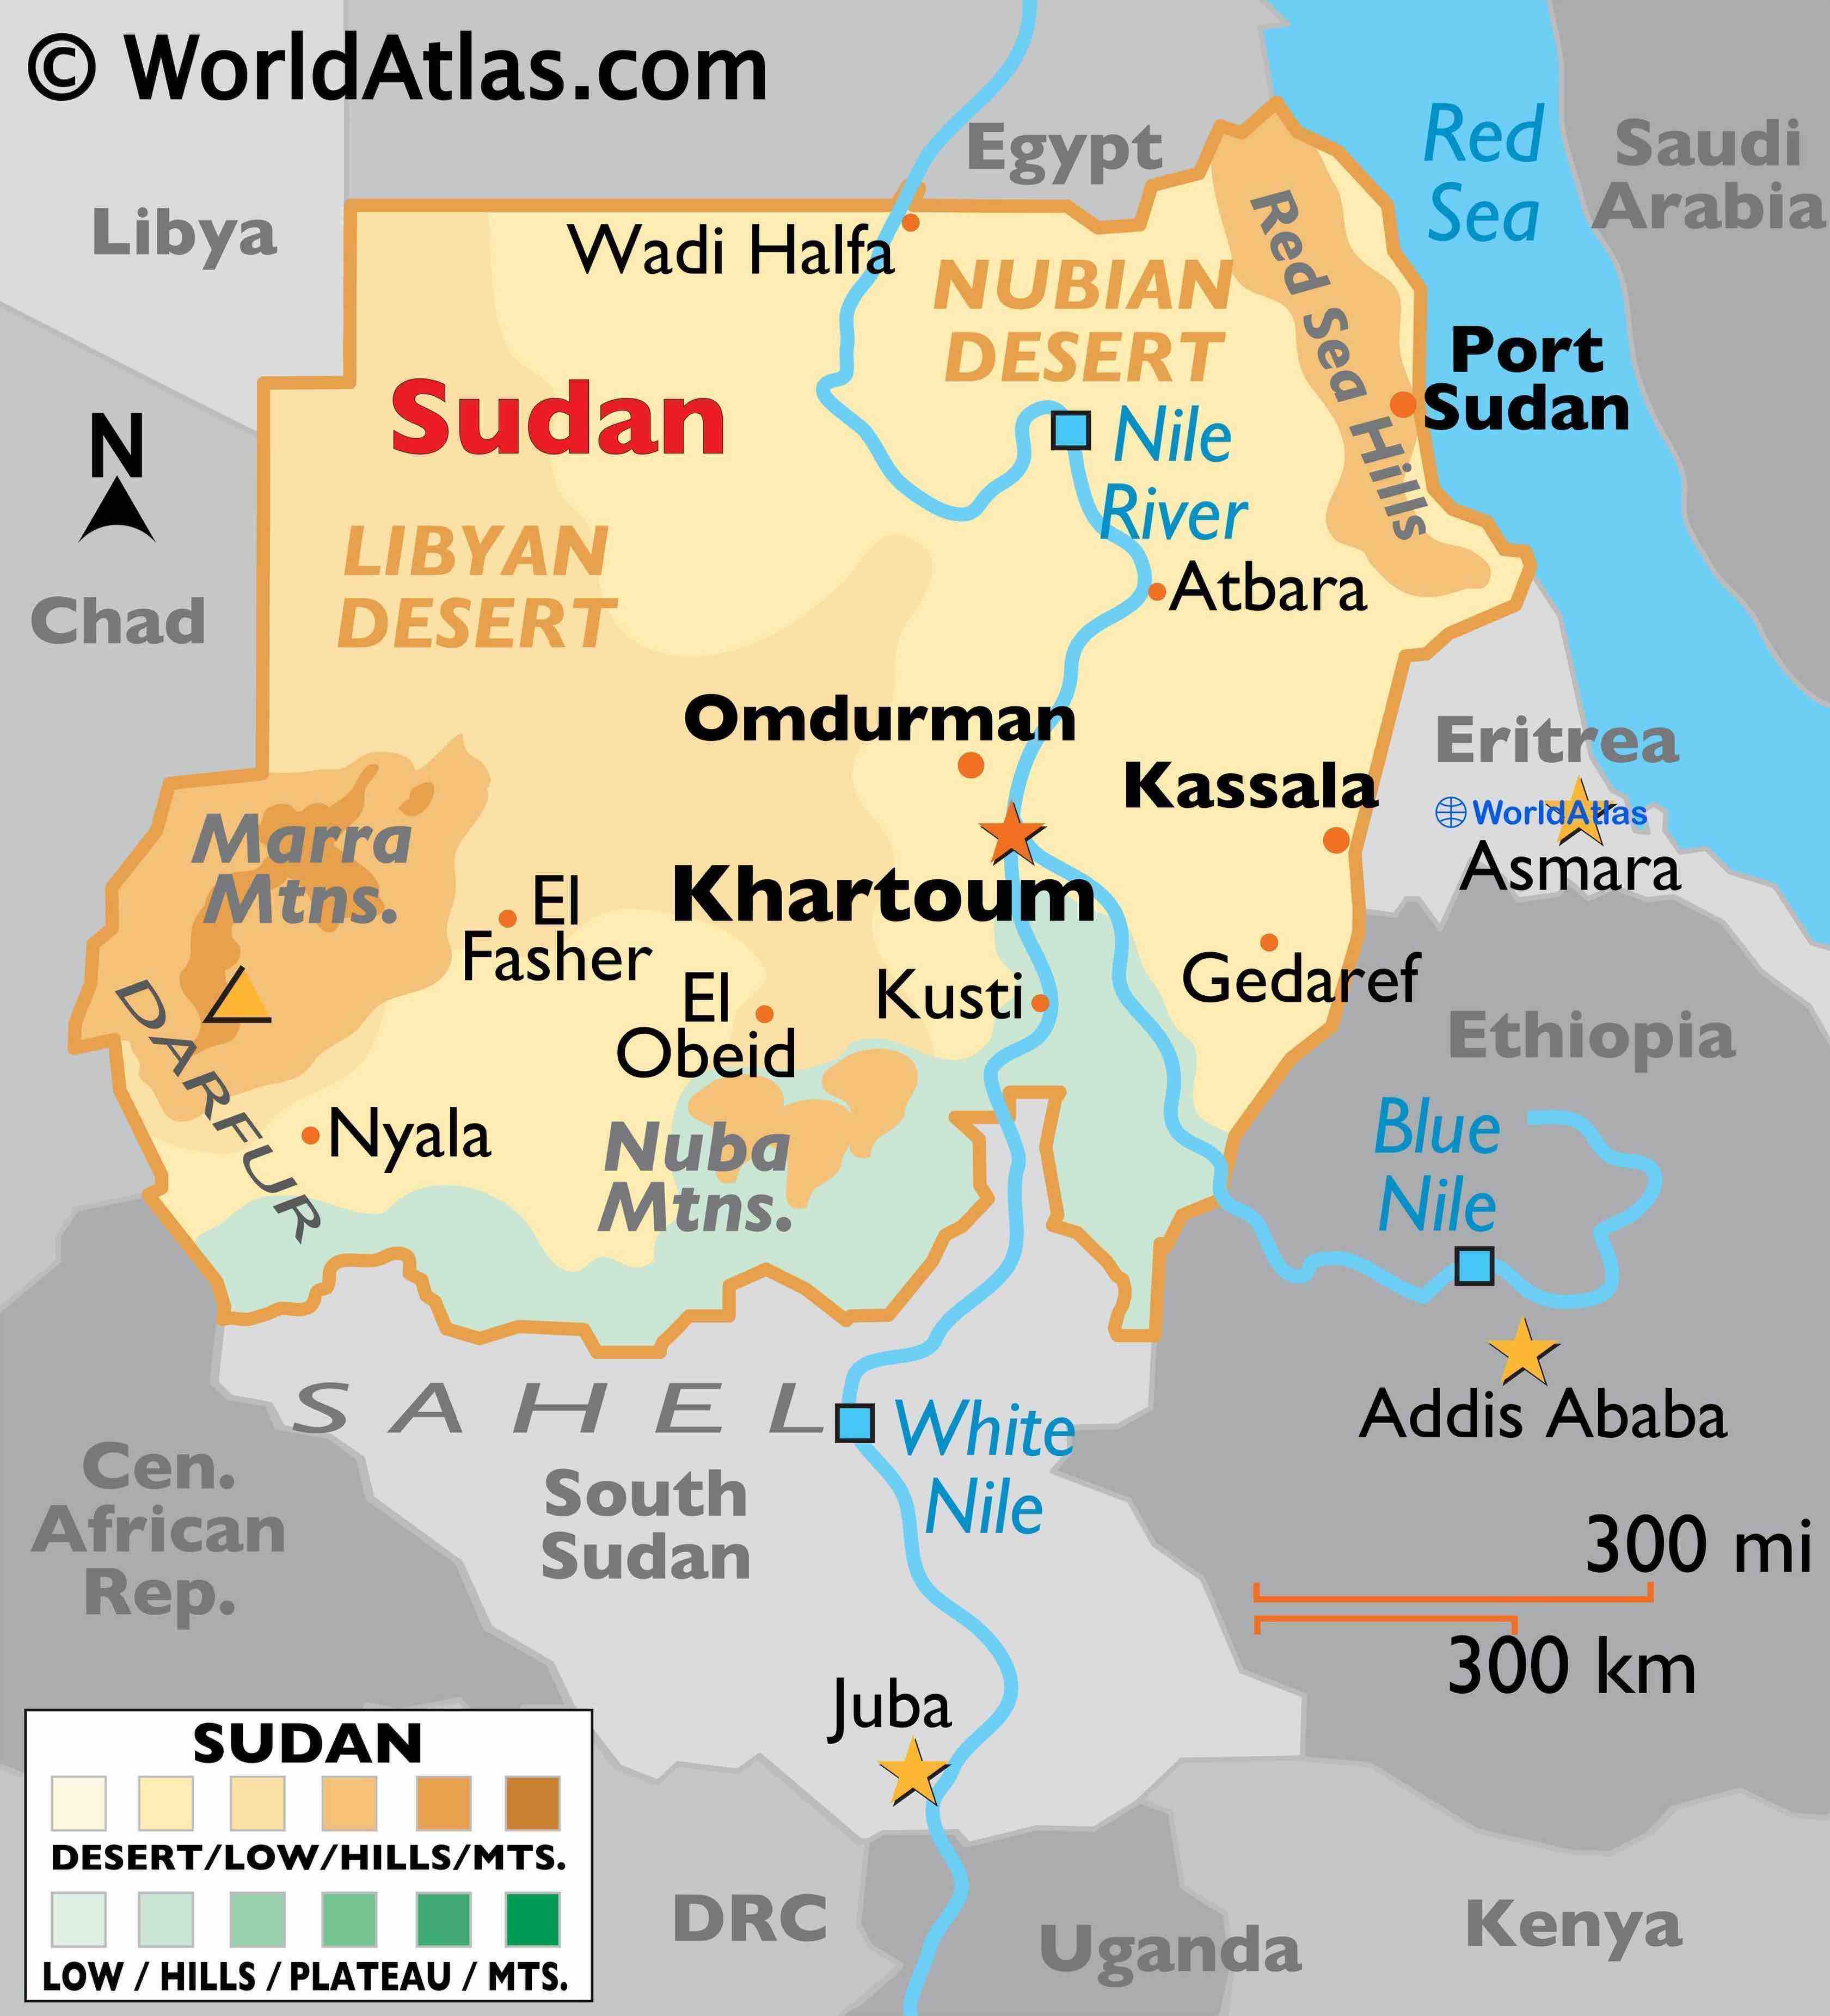 © WorldAtlas.com
Egypt
Red
Sea
Saudi
Arabia
Libya
Wadi Halfa
NUBIAN
DESERT
Red Sea Hills
Port
Sudan
Sudan
N
Nile
River
LIBYAN
DESERT
Chad
Atbara
Omdurman
Kassala
Eritrea
WorldAtlas
Asmara
Marra
Mtns.
El
Fasher
Khartoum
El
Obeid
Kusti
Gedaref
Ethiopia
DARFUR
Nyala
Nuba
Mtns.
Blue
Nile
Addis Ababa
SAHEL
White
Nile
South
Sudan
Cen.
African
Rep.
300 mi
300 km
Juba
SUDAN
DESERT/LOW/HILLS/MTS.
LOW / HILLS / PLATEAU / MTS.
DRC
Uganda
Kenya